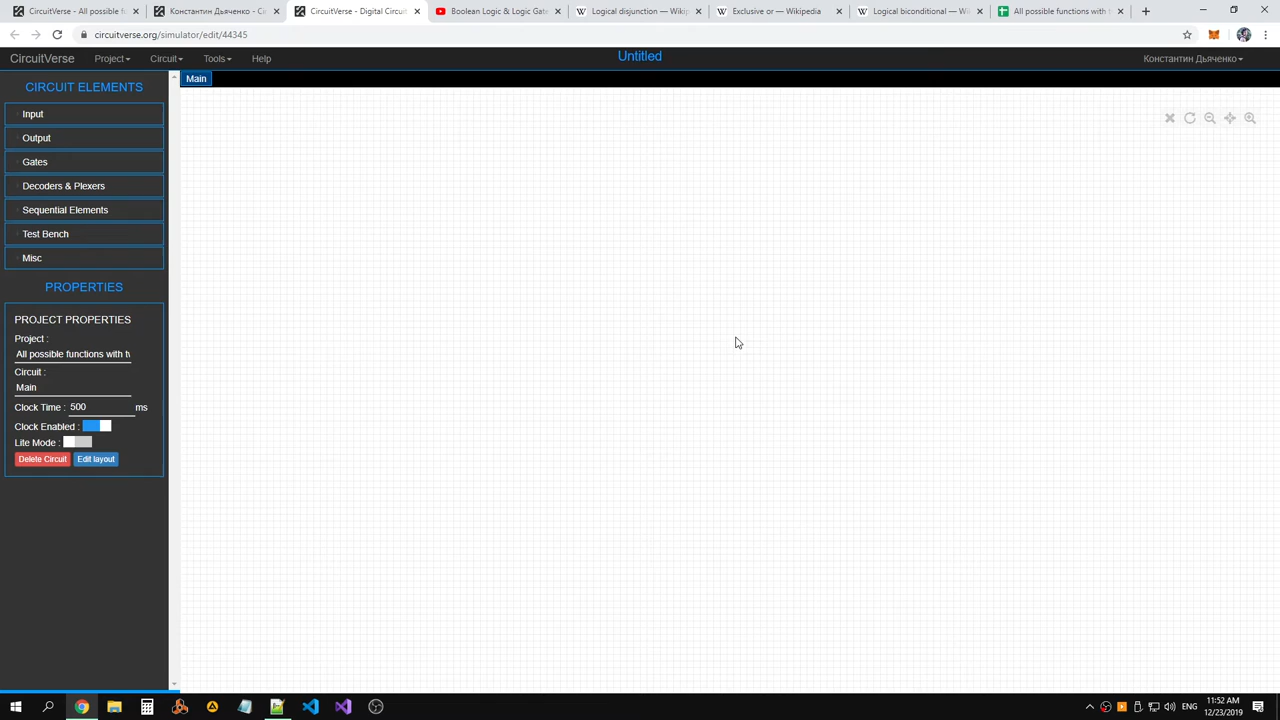 CircuitVerse - All possible fu
Константин Дьяченко - Ci
CircuitVerse - Digital Circuit
Boolean Logic & Logic Gate
Logical disjunction — Wikip
Exclusive or — Wikipedia
Logical biconditional — Wik
All possible functions with t
circuitverse.org/simulator/edit/44345
CircuitVerse
Project
Circuit
Tools
Help
Untitled
Константин Дьяченко
CIRCUIT ELEMENTS
Main
Input
Output
Gates
Decoders & Plexers
Sequential Elements
Test Bench
Misc
PROPERTIES
PROJECT PROPERTIES
Project :
All possible functions with tv
Circuit :
Main
Clock Time : 500 ms
Clock Enabled :
Lite Mode :
Delete Circuit
Edit layout
ENG
11:52 AM
12/23/2019